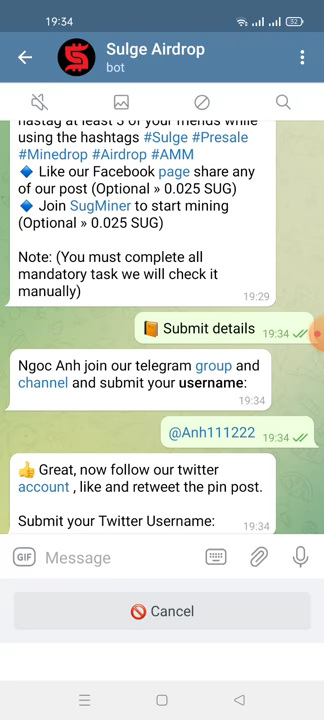 19:34
52
Sulge Airdrop
bot
hastag at least 3 of your friends while
using the hashtags #Sulge #Presale
#Minedrop #Airdrop #AMM
🔷 Like our Facebook page share any
of our post (Optional » 0.025 SUG)
🔷 Join SugMiner to start mining
(Optional » 0.025 SUG)
Note: (You must complete all
mandatory task we will check it
manually)
19:29
📙 Submit details 19:34
Ngoc Anh join our telegram group and
channel and submit your username:
19:34
@Anh111222 19:34
👍 Great, now follow our twitter
account , like and retweet the pin post.
Submit your Twitter Username:
19:34
GIF Message
🚫 Cancel